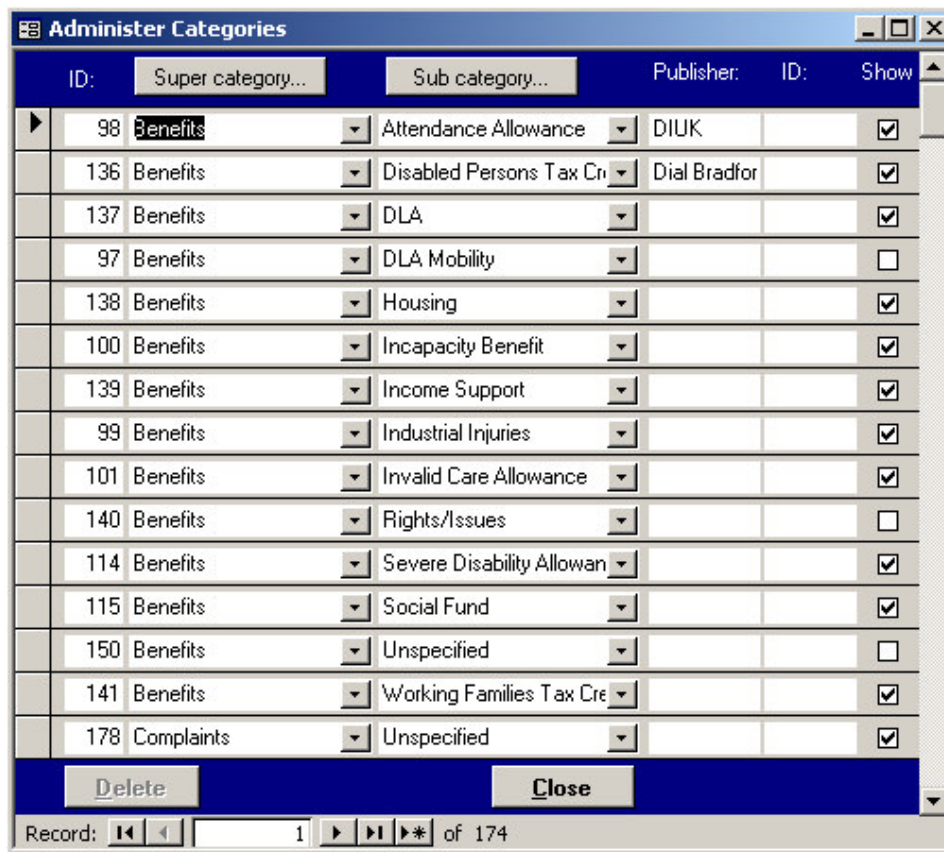 Administer Categories
ID: Super category... Sub category... Publisher: ID: Show
98 Benefits Attendance Allowance DIUK
136 Benefits Disabled Persons Tax Cr Dial Bradfor
137 Benefits DLA
97 Benefits DLA Mobility
138 Benefits Housing
100 Benefits Incapacity Benefit
139 Benefits Income Support
99 Benefits Industrial Injuries
101 Benefits Invalid Care Allowance
140 Benefits Rights/Issues
114 Benefits Severe Disability Allowan
115 Benefits Social Fund
150 Benefits Unspecified
141 Benefits Working Families Tax Cre
178 Complaints Unspecified
Delete Close
Record: 1 of 174